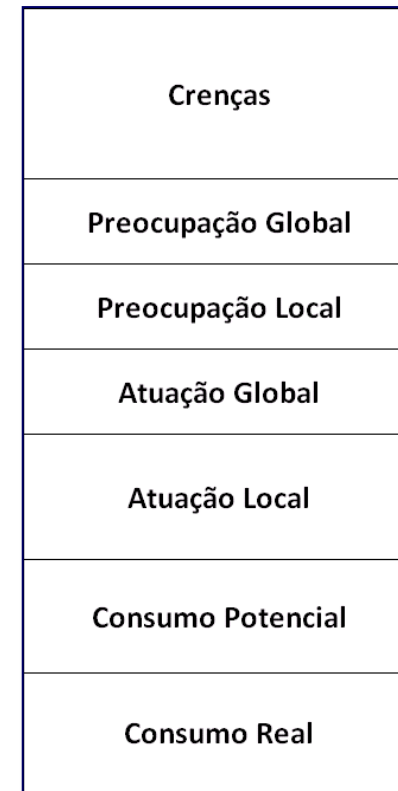 Crenças
Preocupação Global
Preocupação Local
Atuação Global
Atuação Local
Consumo Potencial
Consumo Real